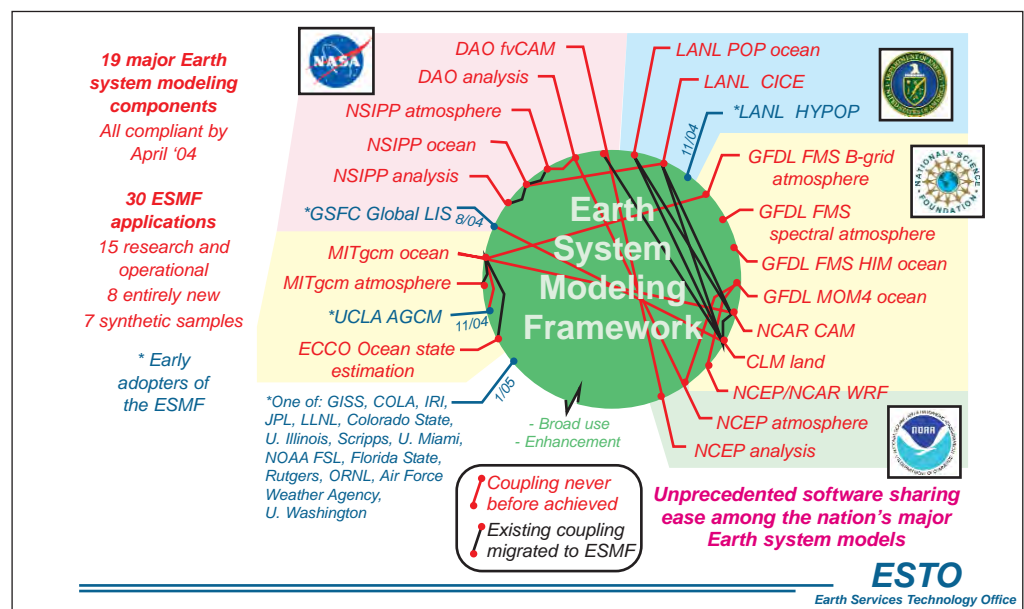 19 major Earth
system modeling
components
All compliant by
April ‘04
30 ESMF
applications
15 research and
operational
8 entirely new
7 synthetic samples
* Early
adopters of
the ESMF
NASA
DAO fvCAM
DAO analysis
NSIPP atmosphere
NSIPP ocean
NSIPP analysis
*GSFC Global LIS
8/04
MITgcm ocean
MITgcm atmosphere
*UCLA AGCM
11/04
ECCO Ocean state
estimation
1/05
*One of: GISS, COLA, IRI,
JPL, LLNL, Colorado State,
U. Illinois, Scripps, U. Miami,
NOAA FSL, Florida State,
Rutgers, ORNL, Air Force
Weather Agency,
U. Washington
Earth
System
Modeling
Framework
- Broad use
- Enhancement
LANL POP ocean
LANL CICE
*LANL HYPOP
11/04
GFDL FMS B-grid
atmosphere
GFDL FMS
spectral atmosphere
GFDL FMS HIM ocean
GFDL MOM4 ocean
NCAR CAM
CLM land
NCEP/NCAR WRF
NCEP atmosphere
NCEP analysis
NATIONAL SCIENCE
FOUNDATION
NOAA
Coupling never
before achieved
Existing coupling
migrated to ESMF
Unprecedented software sharing
ease among the nation’s major
Earth system models
ESTO
Earth Services Technology Office